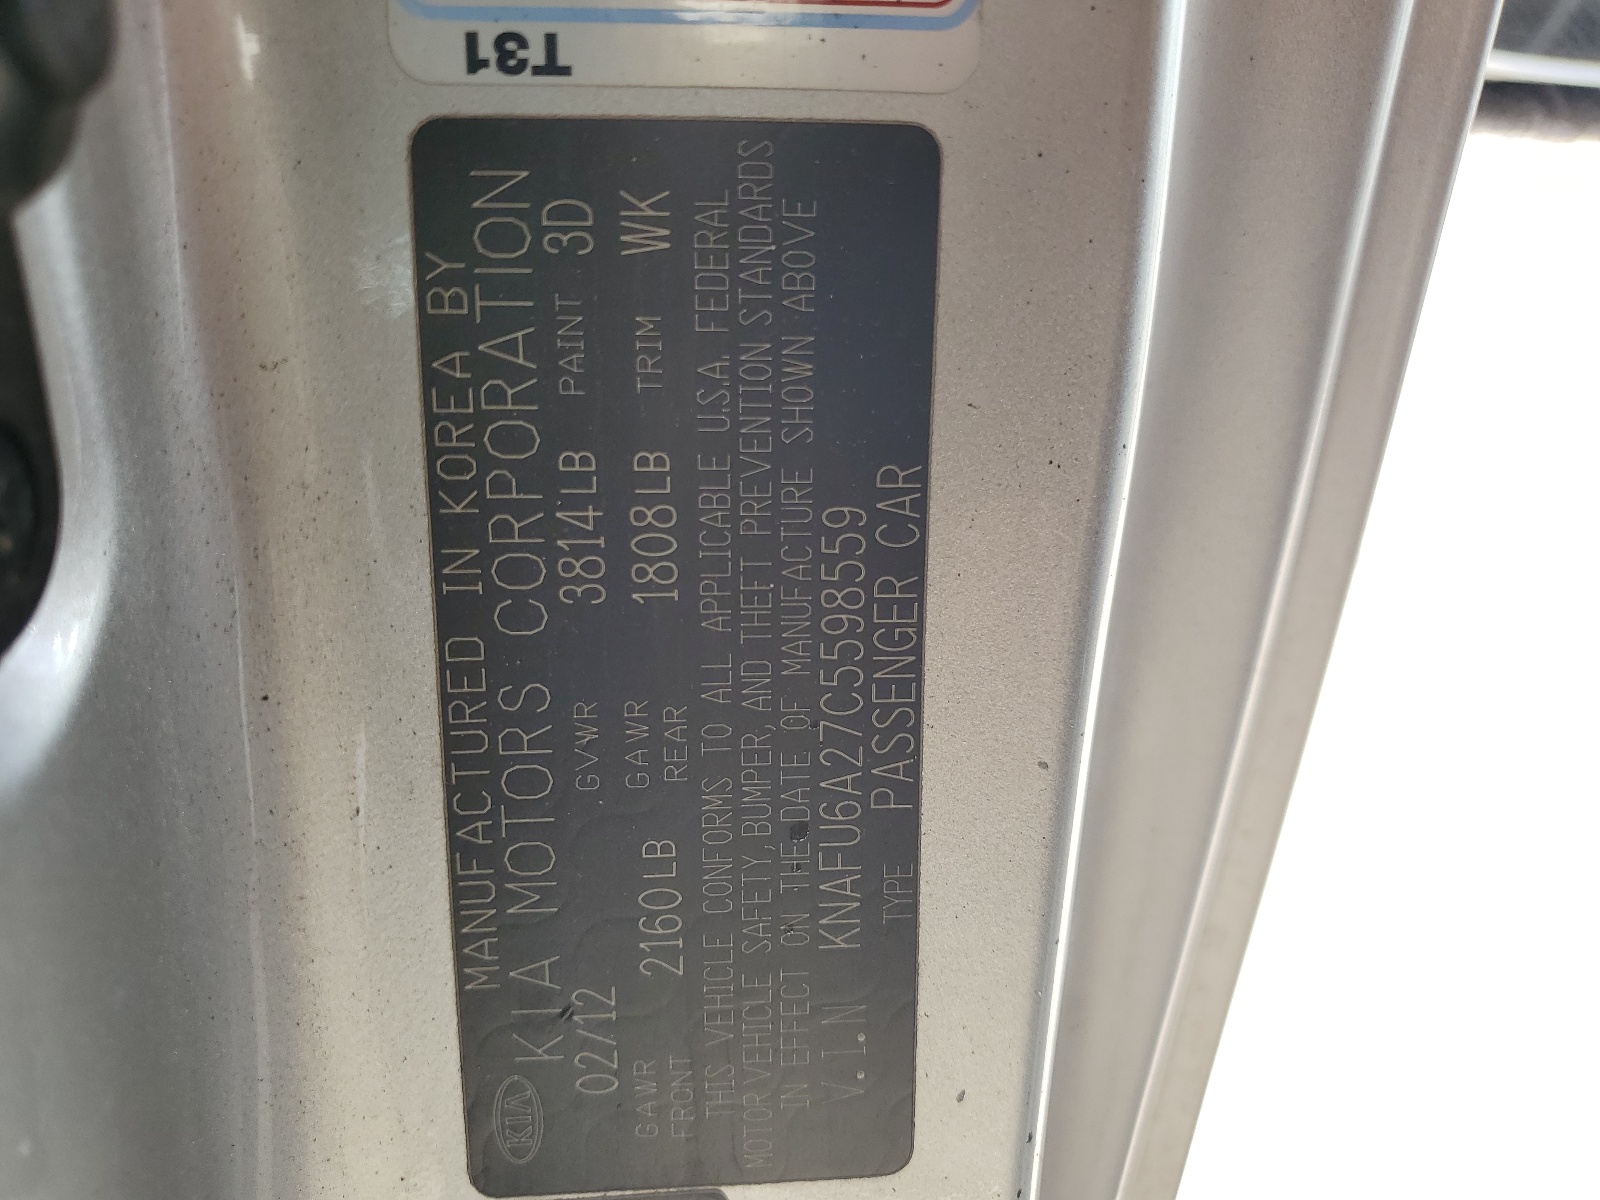 T31
MANUFACTURED IN KOREA BY
KIA KIA MOTORS CORPORATION
02/12 GVWR 3814LB PAINT 3D
GAWR FRONT 2160LB GAWR REAR 1808LB TRIM WK
THIS VEHICLE CONFORMS TO ALL APPLICABLE U.S.A. FEDERAL
MOTOR VEHICLE SAFETY, BUMPER, AND THEFT PREVENTION STANDARDS
IN EFFECT ON THE DATE OF MANUFACTURE SHOWN ABOVE
V.I.N KNAFU6A27C5598559
TYPE PASSENGER CAR